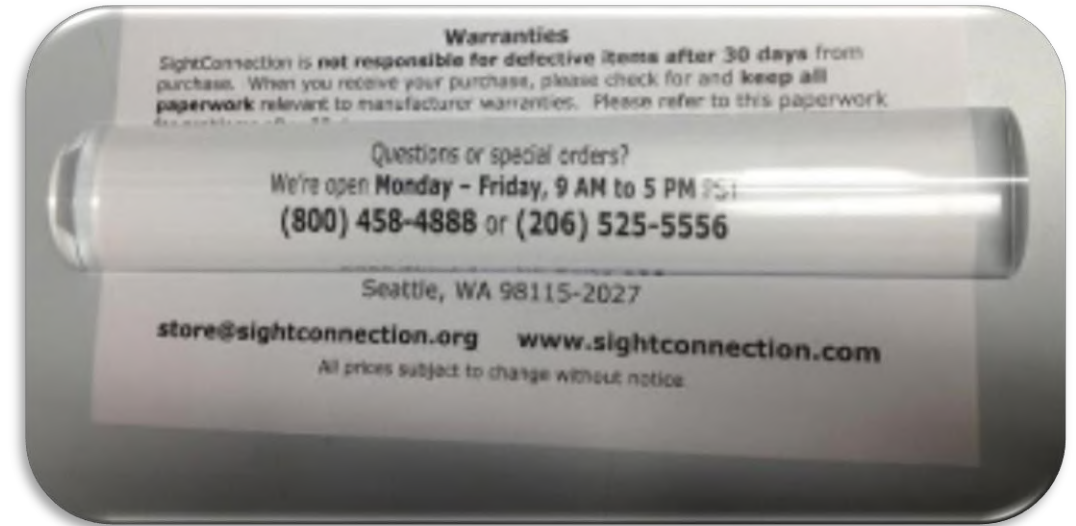 Warranties
SightConnection is not responsible for defective items after 30 days from
purchase. When you receive your purchase, please check for and keep all
paperwork relevant to manufacturer warranties. Please refer to this paperwork
Questions or special orders?
We're open Monday – Friday, 9 AM to 5 PM PST
(800) 458-4888 or (206) 525-5556
Seattle, WA 98115-2027
store@sightconnection.org www.sightconnection.com
All prices subject to change without notice